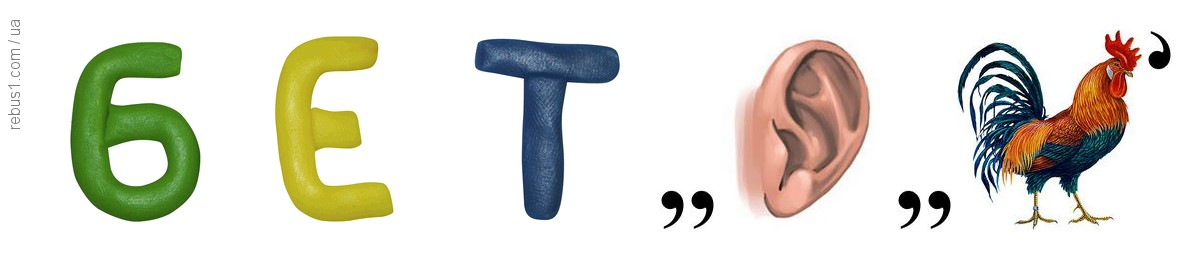 rebus1.com / ua
БЕТ ,, ,, ’